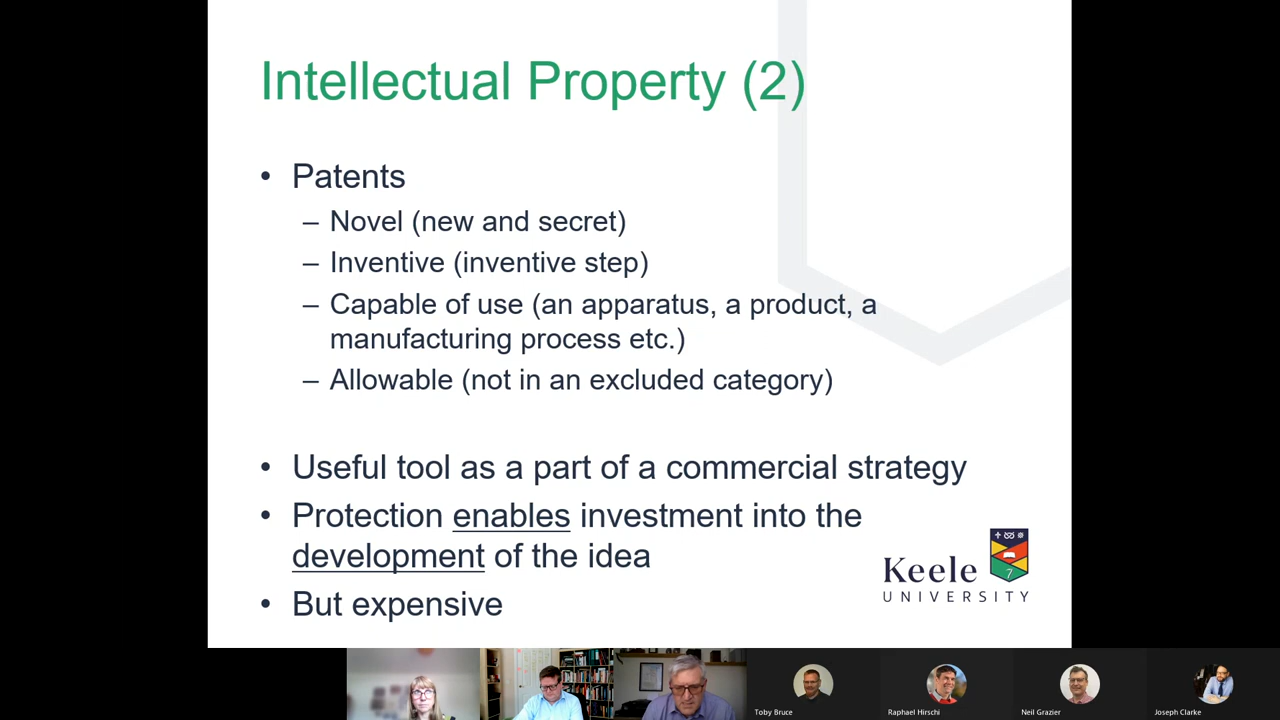 Intellectual Property (2)
• Patents
– Novel (new and secret)
– Inventive (inventive step)
– Capable of use (an apparatus, a product, a
manufacturing process etc.)
– Allowable (not in an excluded category)
• Useful tool as a part of a commercial strategy
• Protection enables investment into the
development of the idea
• But expensive
Keele
UNIVERSITY
Toby Bruce
Raphael Hirschi
Neil Grazier
Joseph Clarke